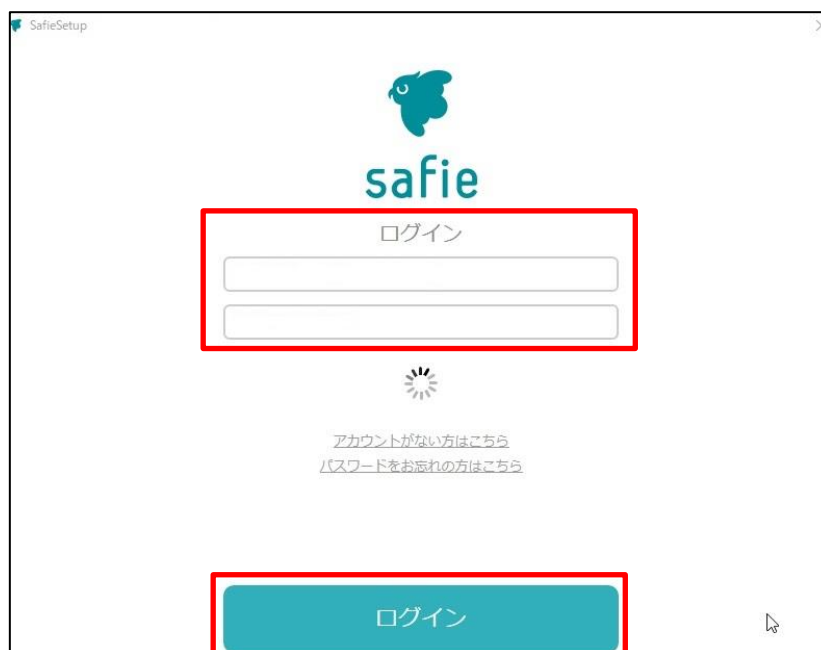 SafieSetup
safie
ログイン
アカウントがない方はこちら
パスワードをお忘れの方はこちら
ログイン